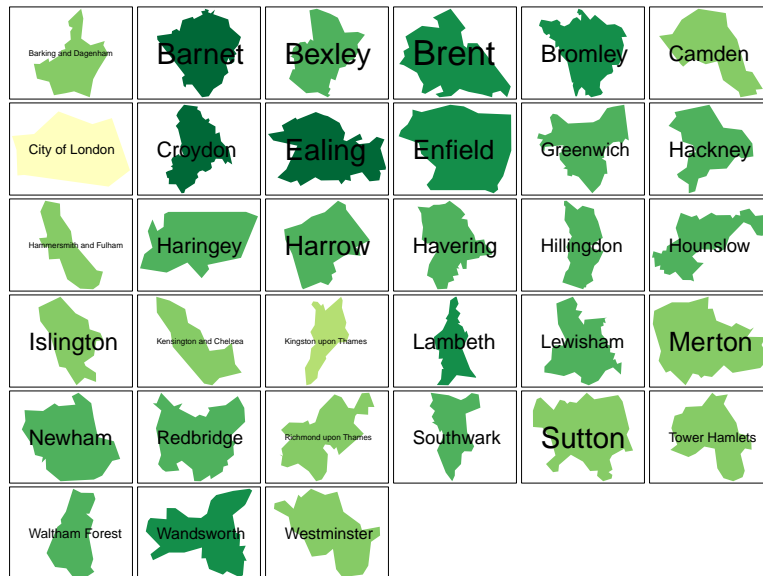 Barking and Dagenham
Barnet
Bexley
Brent
Bromley
Camden
City of London
Croydon
Ealing
Enfield
Greenwich
Hackney
Hammersmith and Fulham
Haringey
Harrow
Havering
Hillingdon
Hounslow
Islington
Kensington and Chelsea
Kingston upon Thames
Lambeth
Lewisham
Merton
Newham
Redbridge
Richmond upon Thames
Southwark
Sutton
Tower Hamlets
Waltham Forest
Wandsworth
Westminster